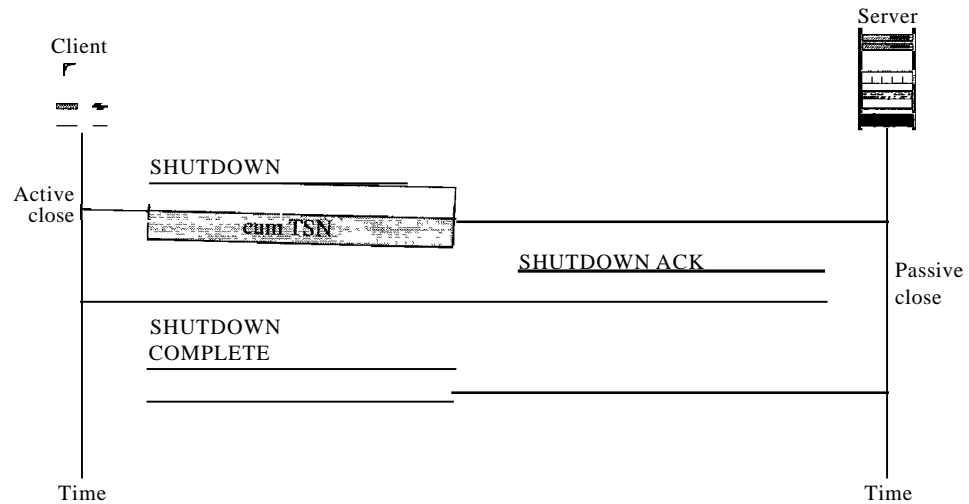 Server
Client
SHUTDOWN
Active
close
cum TSN
SHUTDOWN ACK
Passive
close
SHUTDOWN
COMPLETE
Time
Time